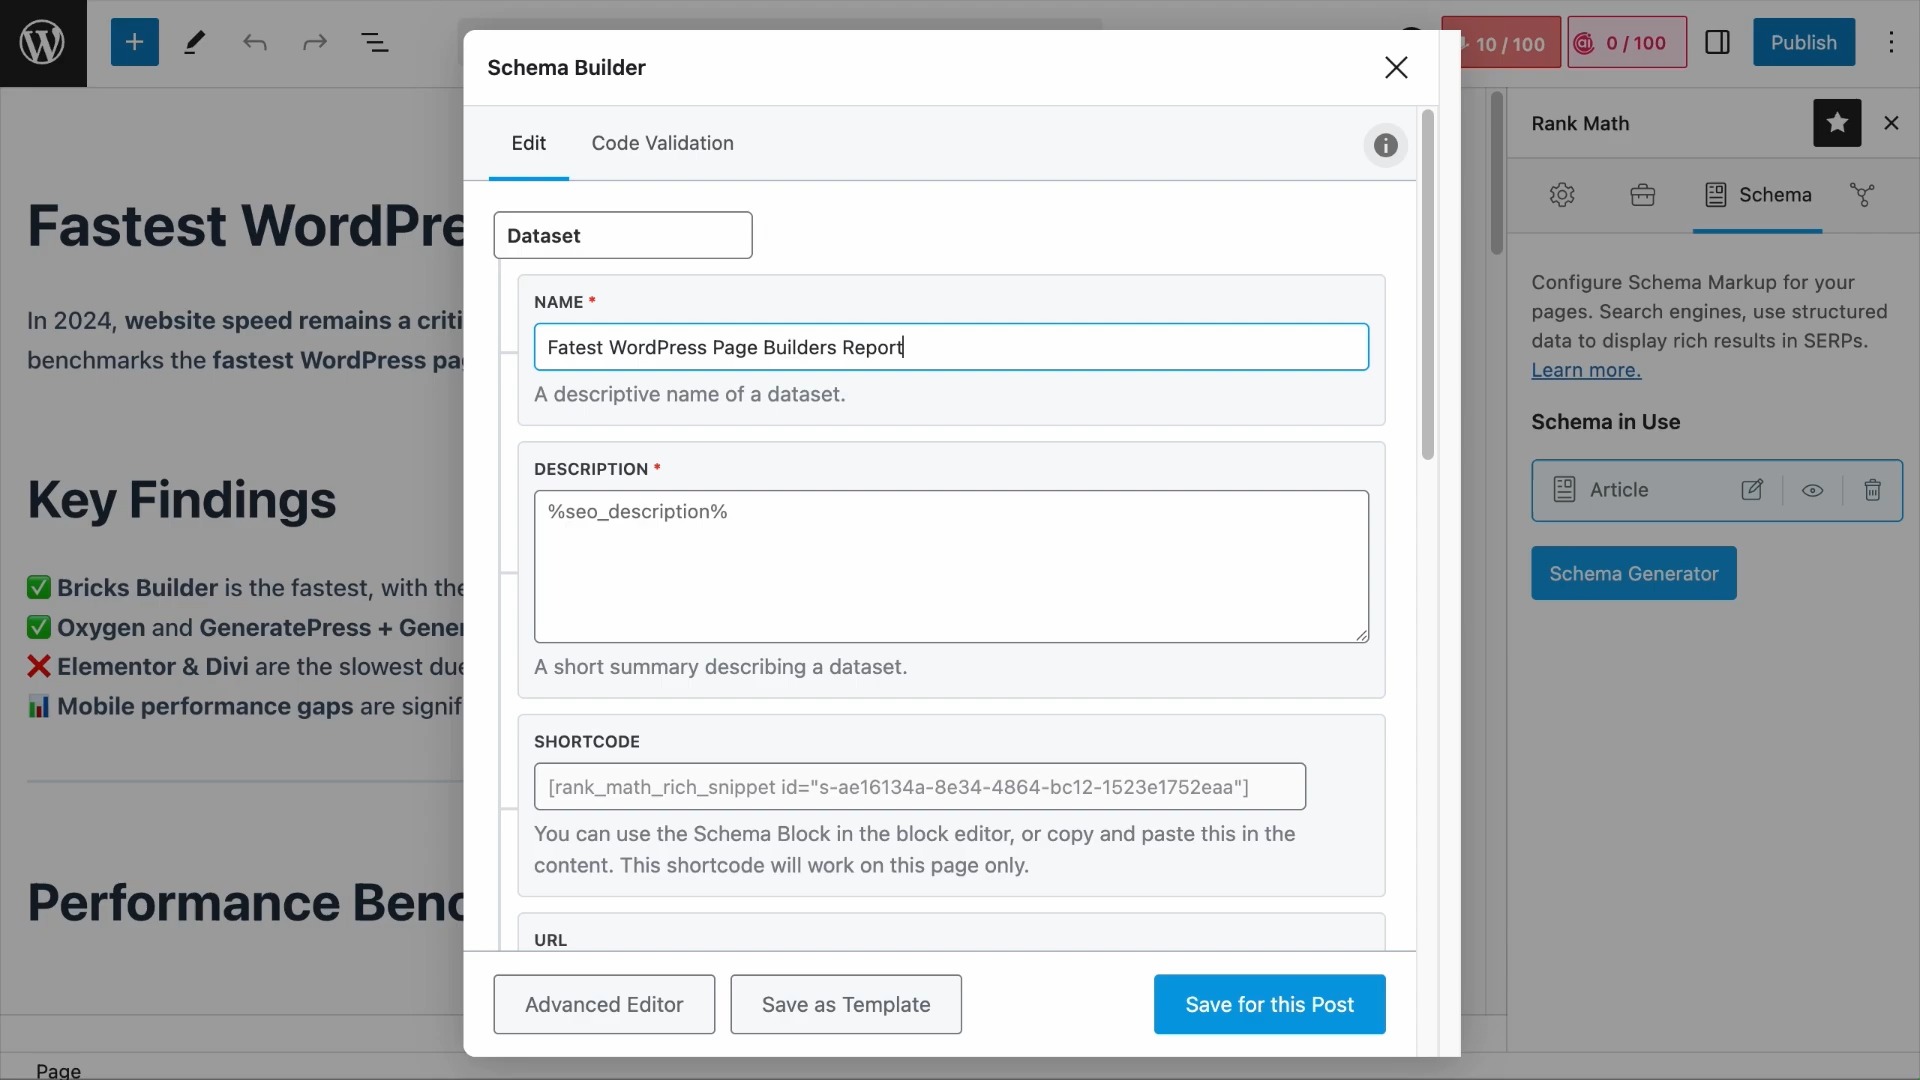 10 / 100
0 / 100
Publish
Schema Builder
Edit
Code Validation
Dataset
NAME *
Fatest WordPress Page Builders Report
A descriptive name of a dataset.
DESCRIPTION *
%seo_description%
A short summary describing a dataset.
SHORTCODE
[rank_math_rich_snippet id="s-ae16134a-8e34-4864-bc12-1523e1752eaa"]
You can use the Schema Block in the block editor, or copy and paste this in the
content. This shortcode will work on this page only.
URL
Advanced Editor
Save as Template
Save for this Post
Fastest WordPre
In 2024, website speed remains a criti
benchmarks the fastest WordPress pa
Key Findings
✅ Bricks Builder is the fastest, with the
✅ Oxygen and GeneratePress + Gener
❌ Elementor & Divi are the slowest due
📊 Mobile performance gaps are signif
Performance Benc
Page
Rank Math
Schema
Configure Schema Markup for your
pages. Search engines, use structured
data to display rich results in SERPs.
Learn more.
Schema in Use
Article
Schema Generator